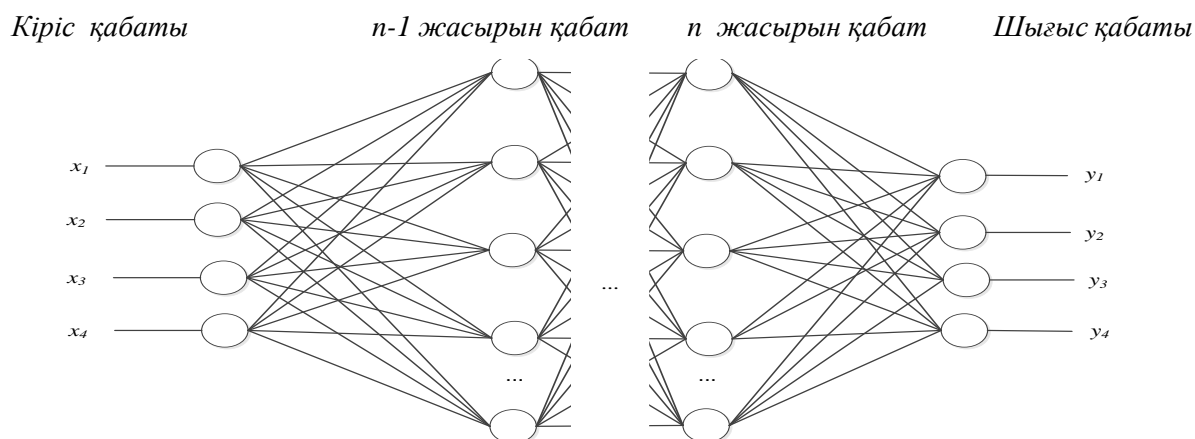 Кіріс қабаты n-1 жасырын қабат n жасырын қабат Шығыс қабаты
x₁ y₁
x₂ y₂
x₃ y₃
...
x₄ y₄
... ...